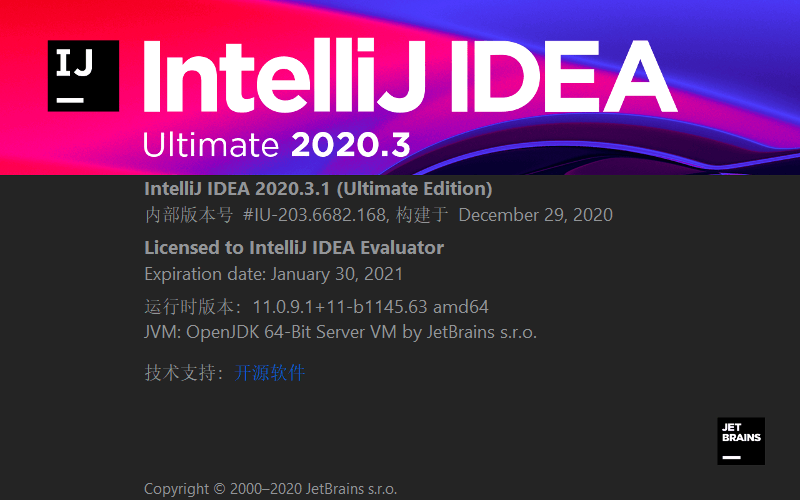 IJ
IntelliJ IDEA
Ultimate 2020.3
IntelliJ IDEA 2020.3.1 (Ultimate Edition)
内部版本号 #IU-203.6682.168, 构建于 December 29, 2020
Licensed to IntelliJ IDEA Evaluator
Expiration date: January 30, 2021
运行时版本：11.0.9.1+11-b1145.63 amd64
JVM: OpenJDK 64-Bit Server VM by JetBrains s.r.o.
技术支持：开源软件
JET
BRAINS
Copyright © 2000–2020 JetBrains s.r.o.